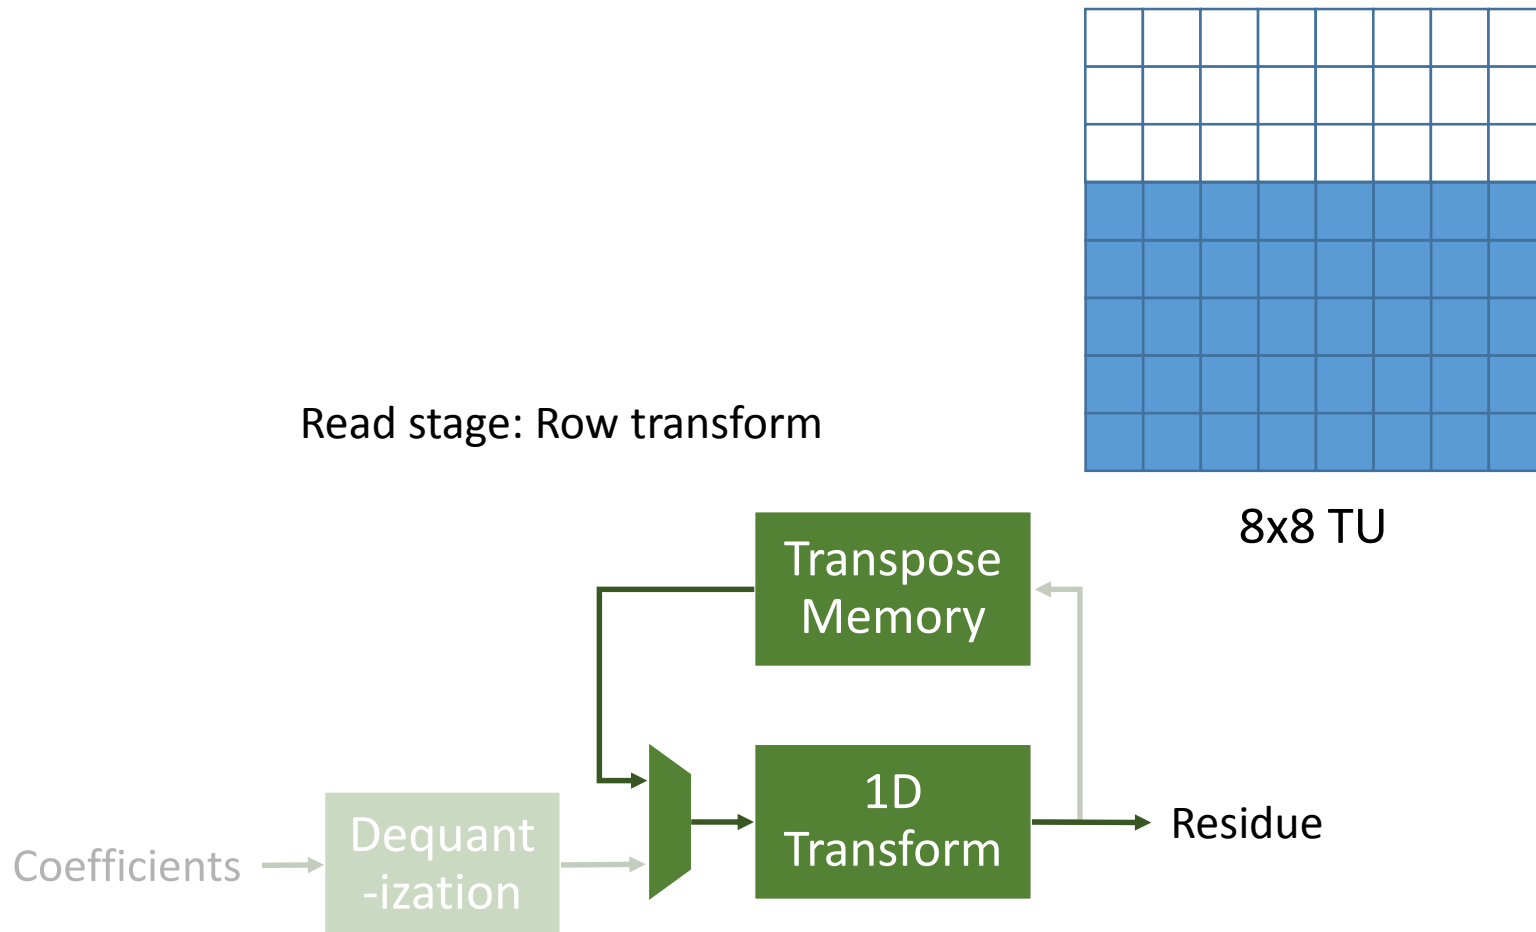 Read stage: Row transform
8x8 TU
Transpose
Memory
1D
Transform
Residue
Coefficients
Dequant
-ization